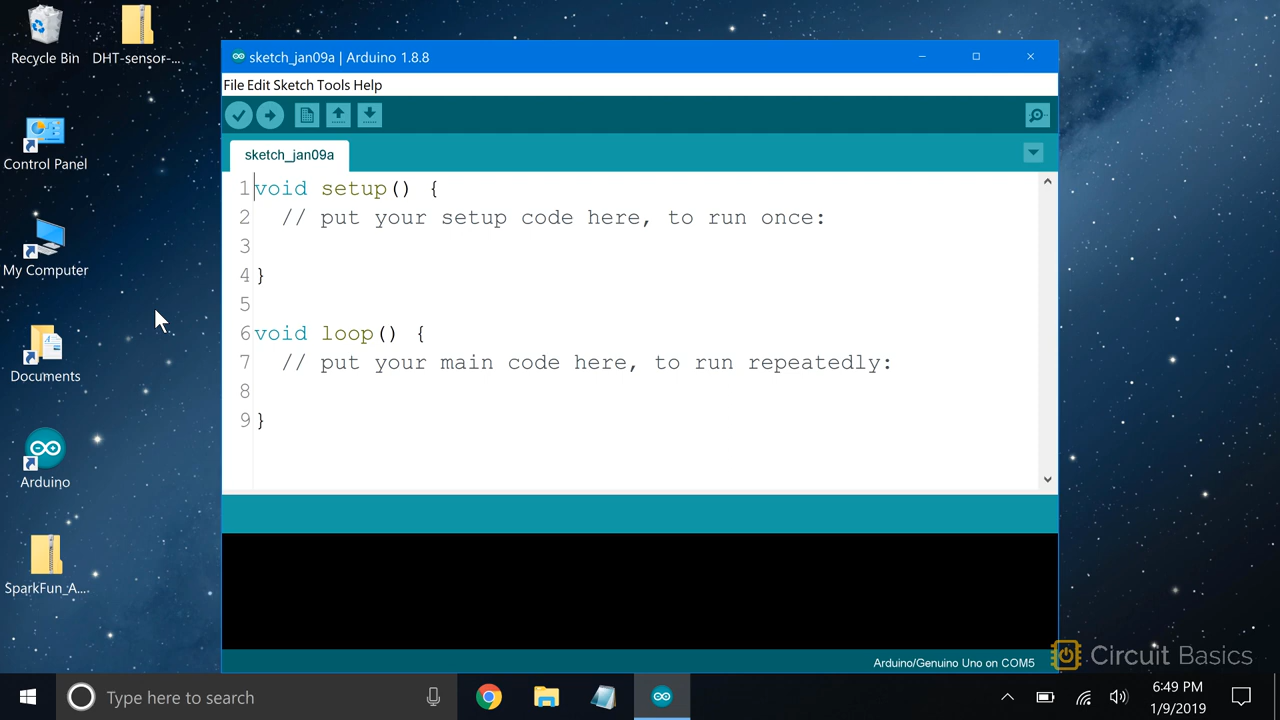 Recycle Bin
DHT-sensor-...
Control Panel
My Computer
Documents
Arduino
SparkFun_A...
sketch_jan09a | Arduino 1.8.8
File Edit Sketch Tools Help
sketch_jan09a
1 void setup() {
2 // put your setup code here, to run once:
3
4 }
5
6 void loop() {
7 // put your main code here, to run repeatedly:
8
9 }
Arduino/Genuino Uno on COM5
Circuit Basics
Type here to search
6:49 PM
1/9/2019